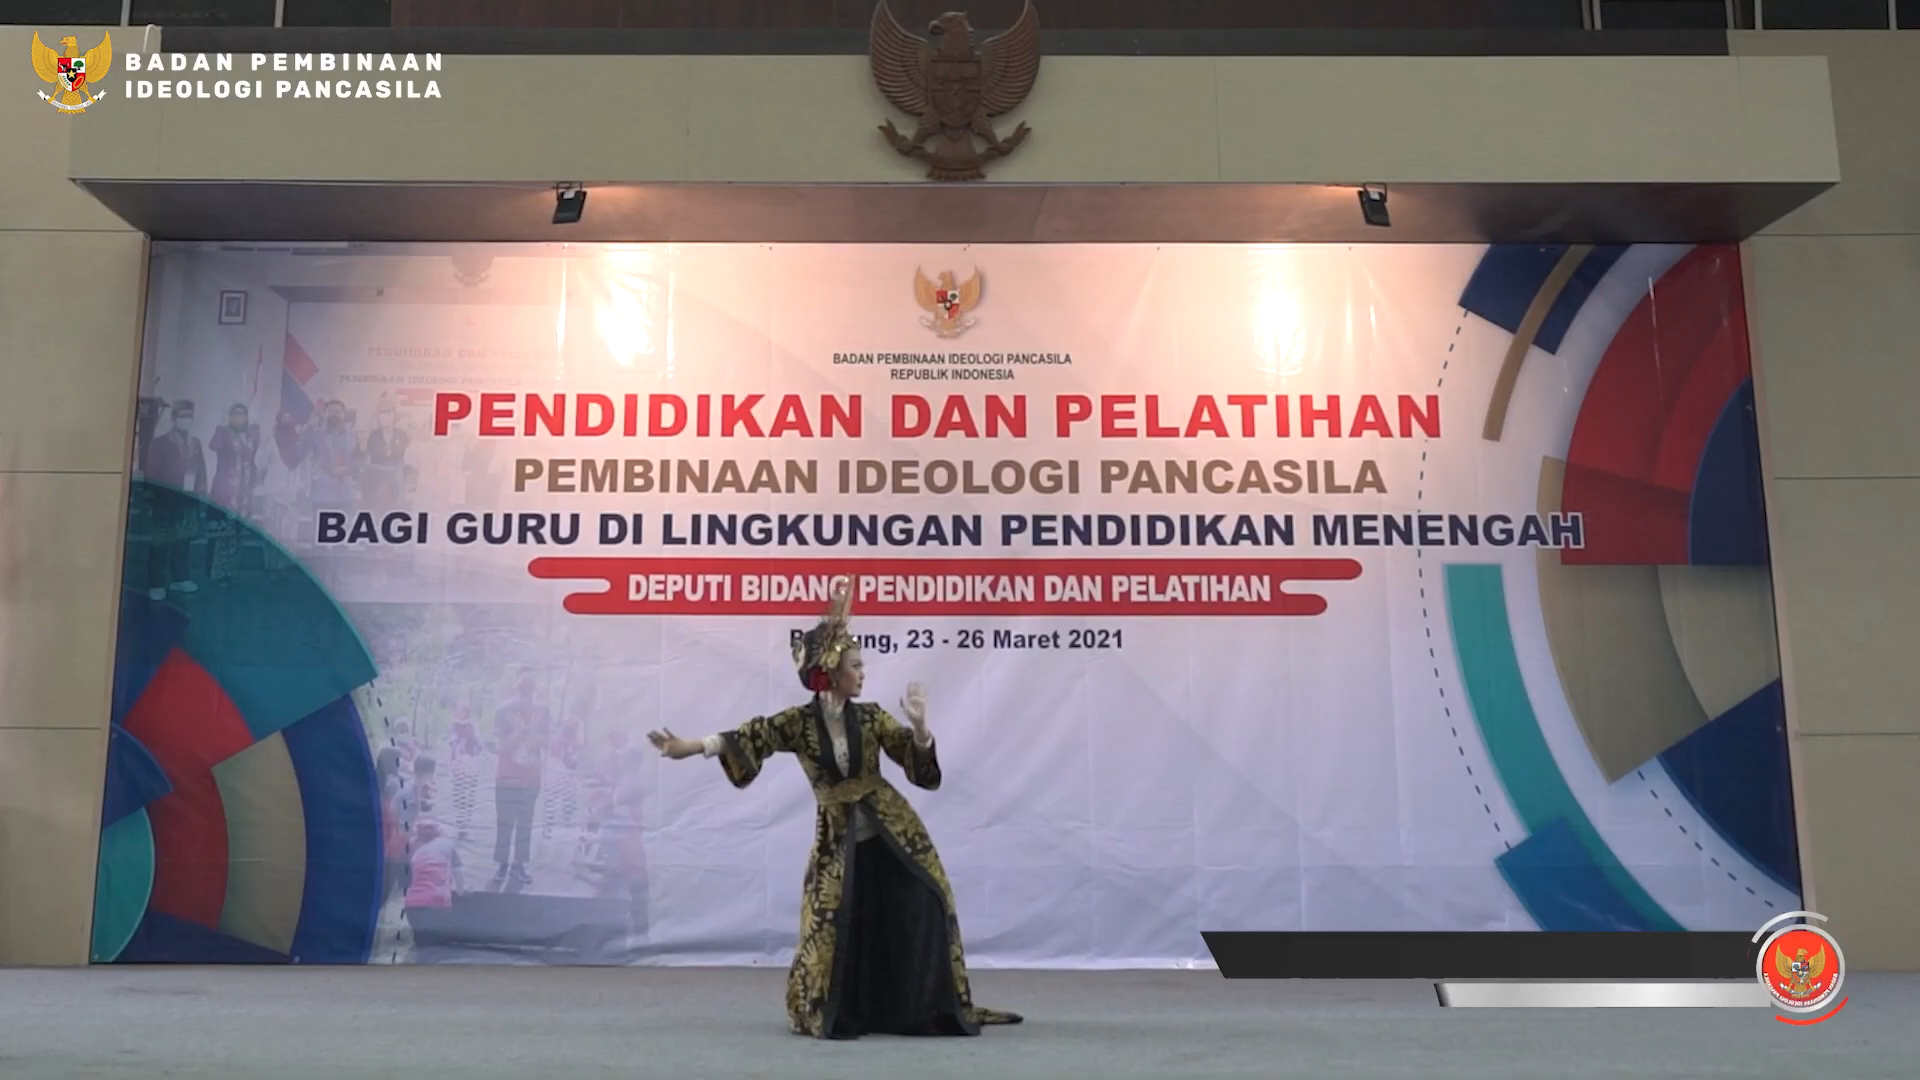 BADAN PEMBINAAN
IDEOLOGI PANCASILA
BADAN PEMBINAAN IDEOLOGI PANCASILA
REPUBLIK INDONESIA
PENDIDIKAN DAN PELATIHAN
PEMBINAAN IDEOLOGI PANCASILA
BAGI GURU DI LINGKUNGAN PENDIDIKAN MENENGAH
DEPUTI BIDANG PENDIDIKAN DAN PELATIHAN
23 - 26 Maret 2021